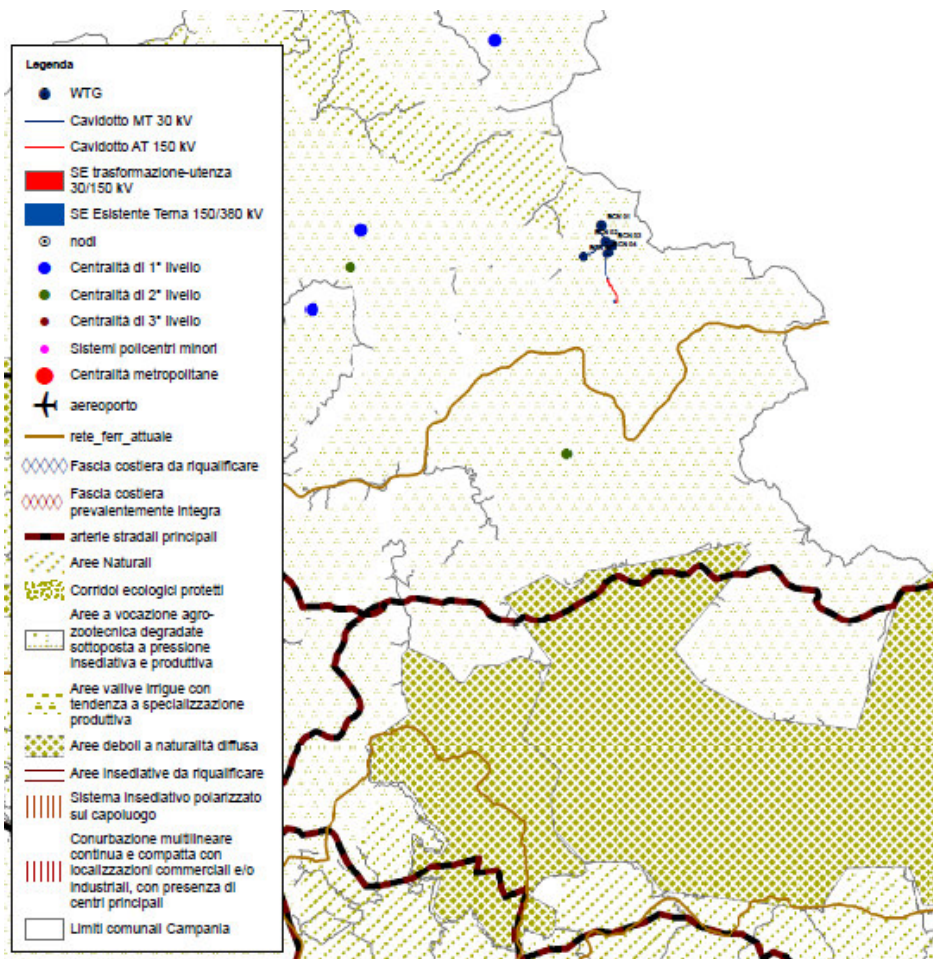 Legenda
WTG
Cavidotto MT 30 kV
Cavidotto AT 150 kV
SE trasformazione-utenza
30/150 kV
SE Esistente Terna 150/380 kV
nodi
Centralità di 1° livello
Centralità di 2° livello
Centralità di 3° livello
Sistemi policentri minori
Centralità metropolitane
aereoporto
rete_ferr_attuale
Fascia costiera da riqualificare
Fascia costiera
prevalentemente integra
arterie stradali principali
Aree Naturali
Corridoi ecologici protetti
Aree a vocazione agro-
zootecnica degradate
sottoposta a pressione
insediativa e produttiva
Aree vallive irrigue con
tendenza a specializzazione
produttiva
Aree deboli a naturalità diffusa
Aree insediative da riqualificare
Sistema insediativo polarizzato
sul capoluogo
Conurbazione multilineare
continua e compatta con
localizzazioni commerciali e/o
industriali, con presenza di
centri principali
Limiti comunali Campania